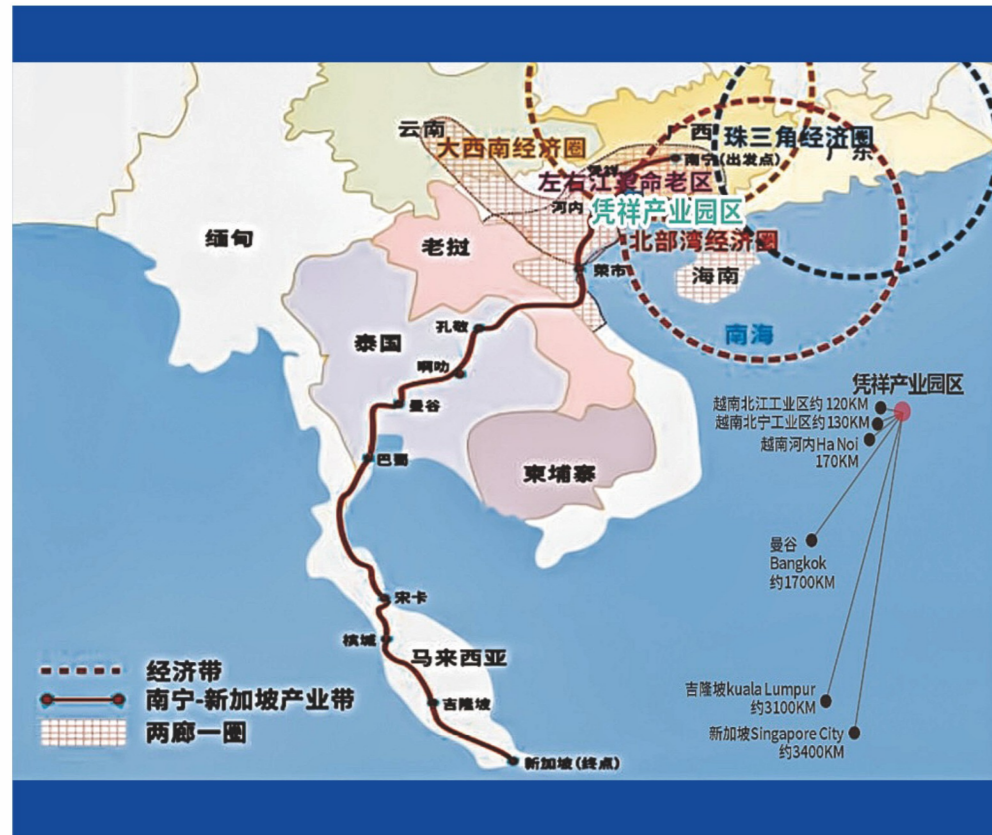 云南
大西南经济圈
广西
珠三角经济圈
广东
南宁(出发点)
凭祥
左右江革命老区
河内
凭祥产业园区
北部湾经济圈
缅甸
老挝
荣市
海南
南海
孔敬
泰国
啊叻
曼谷
巴蜀
柬埔寨
凭祥产业园区
越南北江工业区约 120KM
越南北宁工业区约130KM
越南河内Ha Noi
170KM
曼谷
Bangkok
约1700KM
宋卡
槟城
马来西亚
吉隆坡
新加坡(终点)
吉隆坡kuala Lumpur
约3100KM
新加坡Singapore City
约3400KM
经济带
南宁-新加坡产业带
两廊一圈